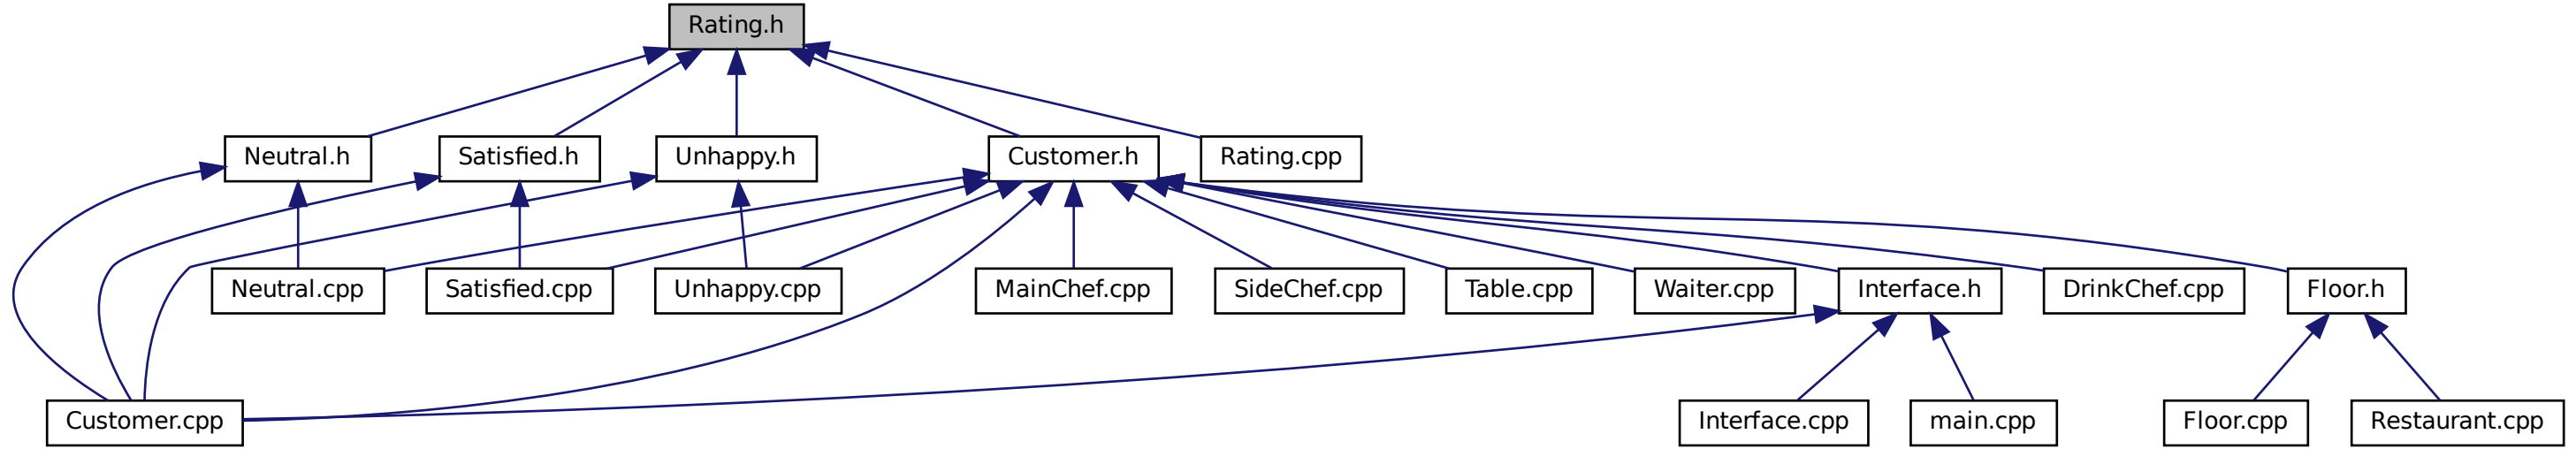 Rating.h
Neutral.h
Satisfied.h
Unhappy.h
Customer.h
Rating.cpp
Neutral.cpp
Satisfied.cpp
Unhappy.cpp
MainChef.cpp
SideChef.cpp
Table.cpp
Waiter.cpp
Interface.h
DrinkChef.cpp
Floor.h
Customer.cpp
Interface.cpp
main.cpp
Floor.cpp
Restaurant.cpp